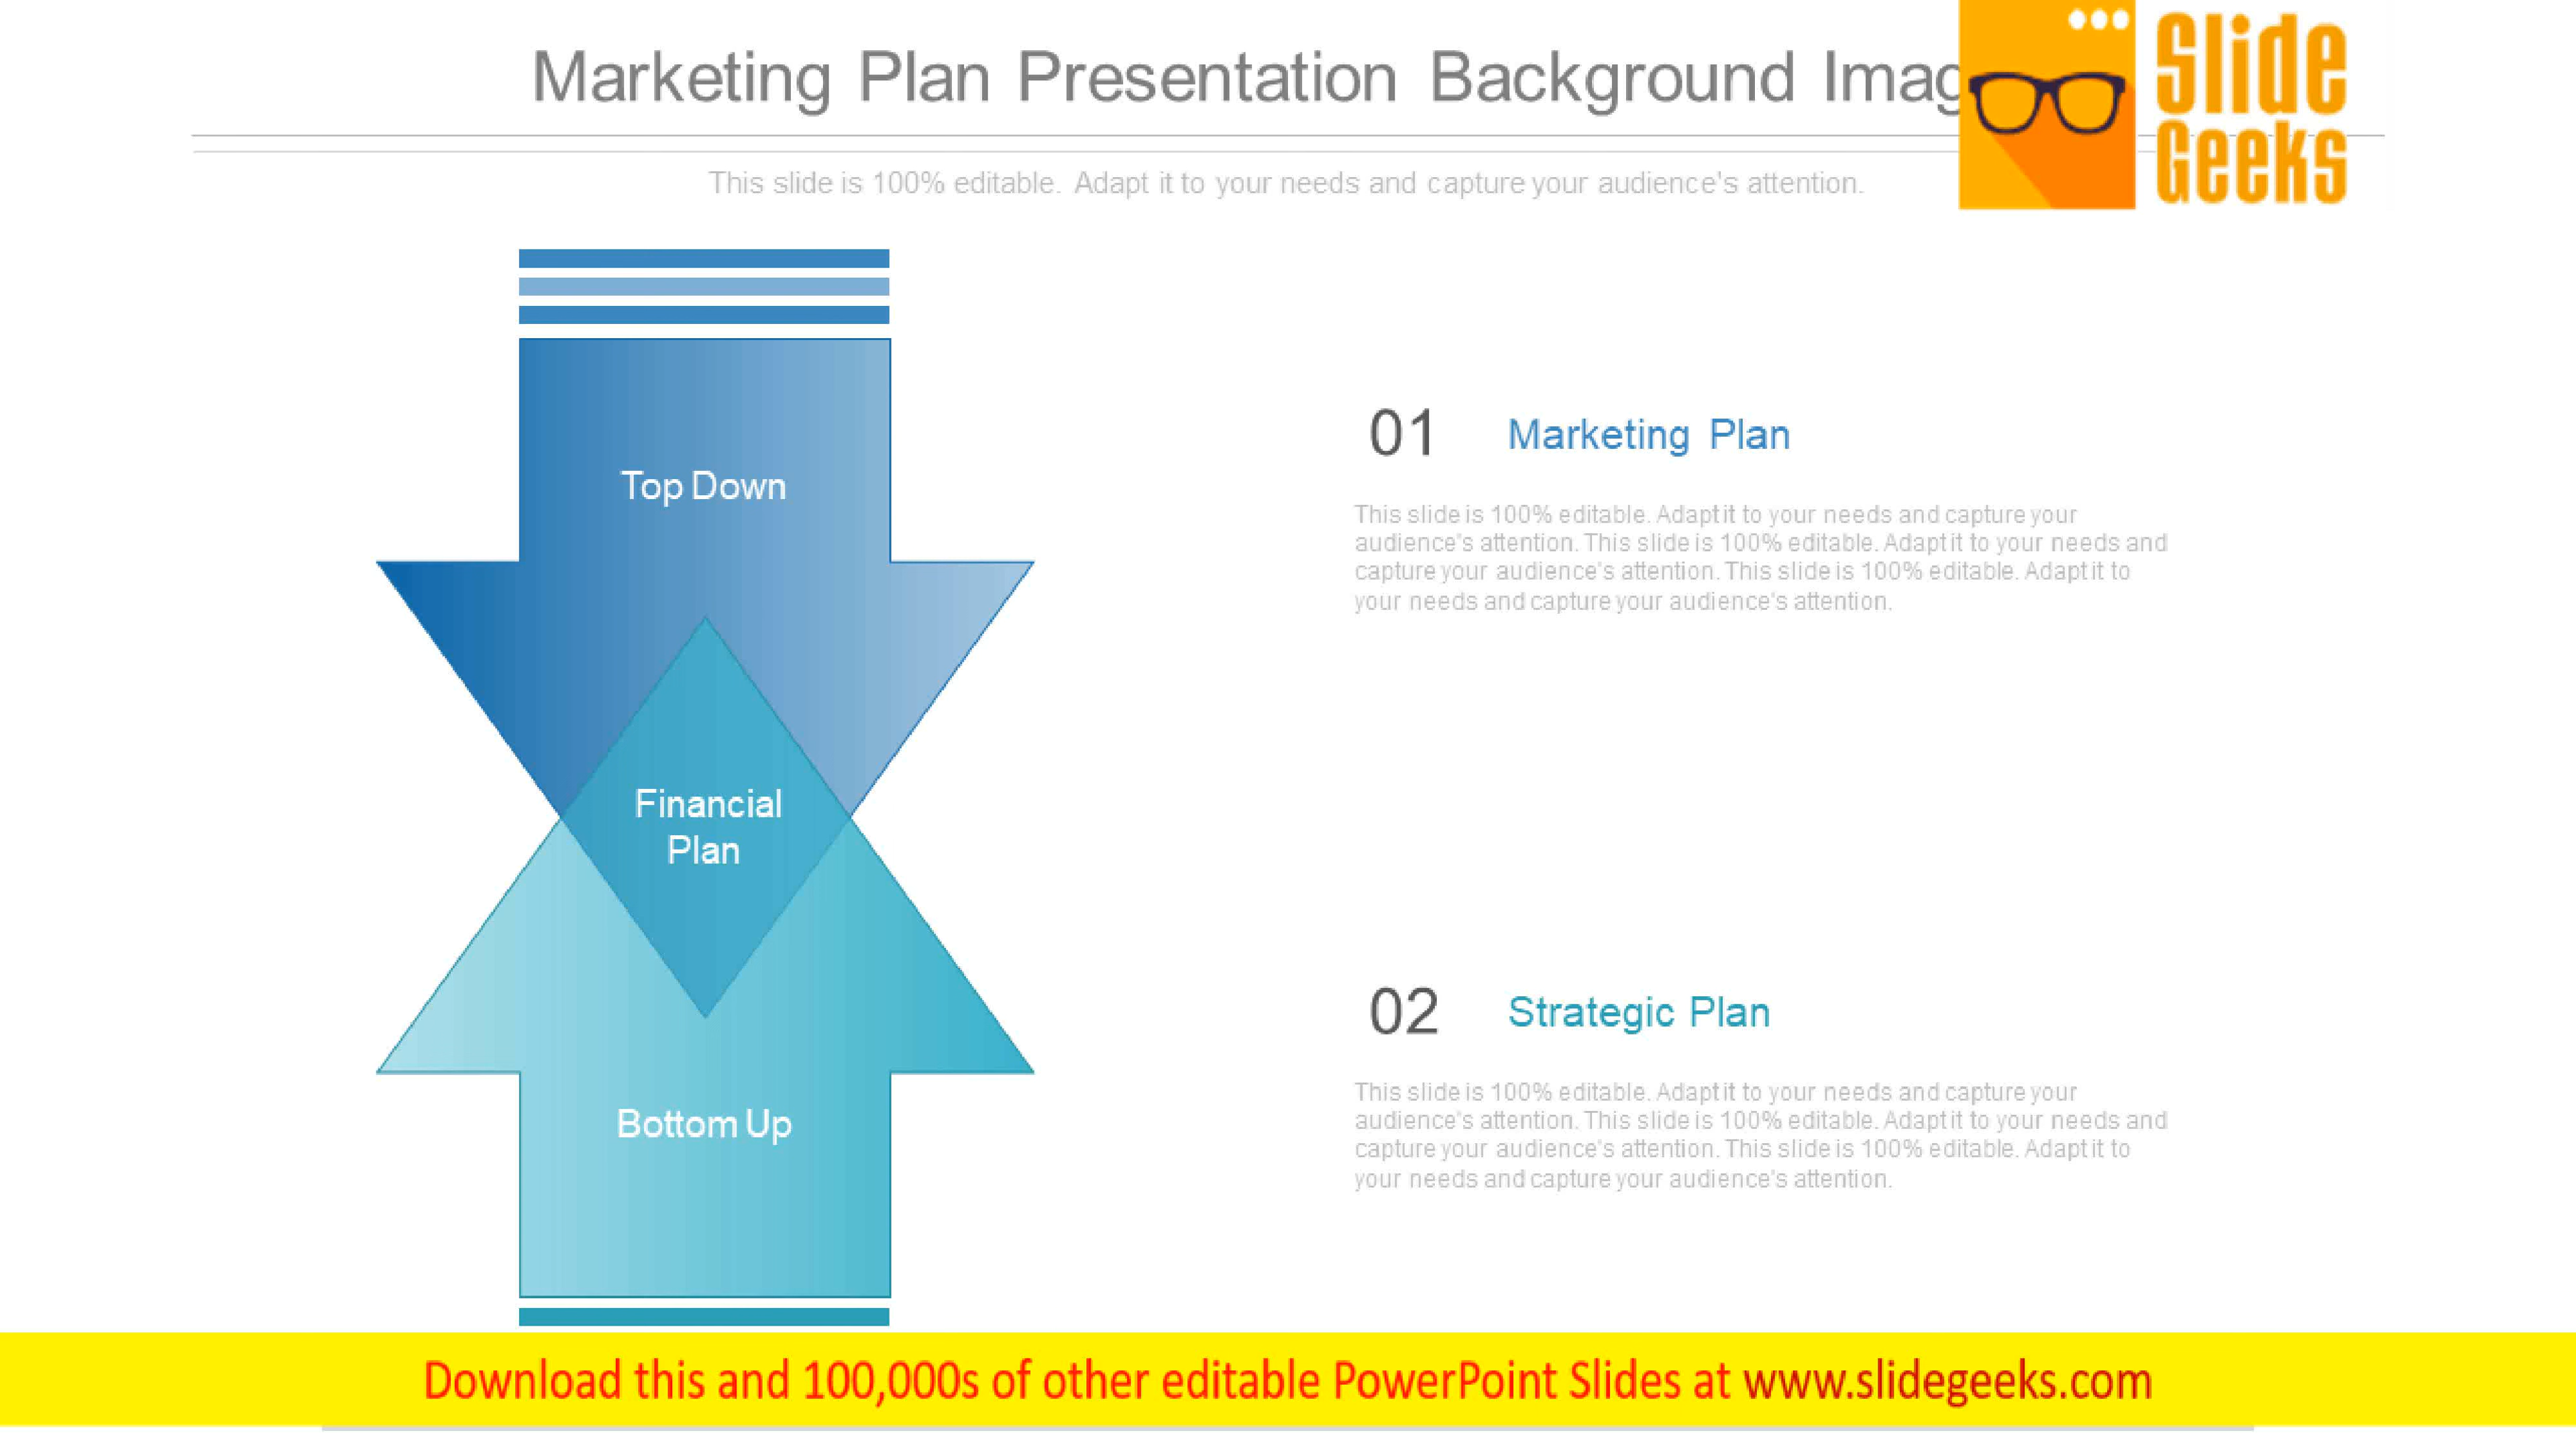 Marketing Plan Presentation Background Imag
Slide
Geeks
This slide is 100% editable. Adapt it to your needs and capture your audience's attention.
Top Down
Financial
Plan
Bottom Up
01 Marketing Plan
This slide is 100% editable. Adapt it to your needs and capture your
audience's attention. This slide is 100% editable. Adapt it to your needs and
capture your audience's attention. This slide is 100% editable. Adapt it to
your needs and capture your audience's attention.
02 Strategic Plan
This slide is 100% editable. Adapt it to your needs and capture your
audience's attention. This slide is 100% editable. Adapt it to your needs and
capture your audience's attention. This slide is 100% editable. Adapt it to
your needs and capture your audience's attention.
Download this and 100,000s of other editable PowerPoint Slides at www.slidegeeks.com